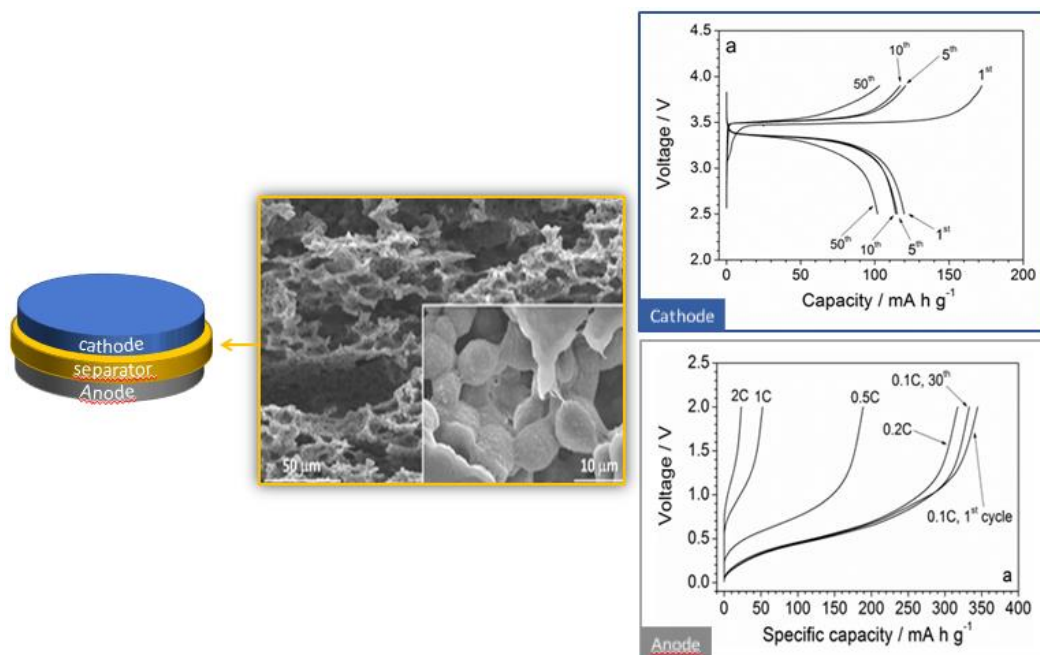 cathode
separator
Anode
50 µm
10 µm
a
4.5
4.0
3.5
3.0
2.5
2.0
Voltage / V
50th
10th
5th
1st
50th
10th
5th
1st
0 50 100 150 200
Capacity / mA h g-1
Cathode
2.5
2.0
1.5
1.0
0.5
0.0
Voltage / V
2C 1C
0.5C
0.1C, 30th
0.2C
0.1C, 1st cycle
a
0 50 100 150 200 250 300 350 400
Specific capacity / mA h g-1
Anode